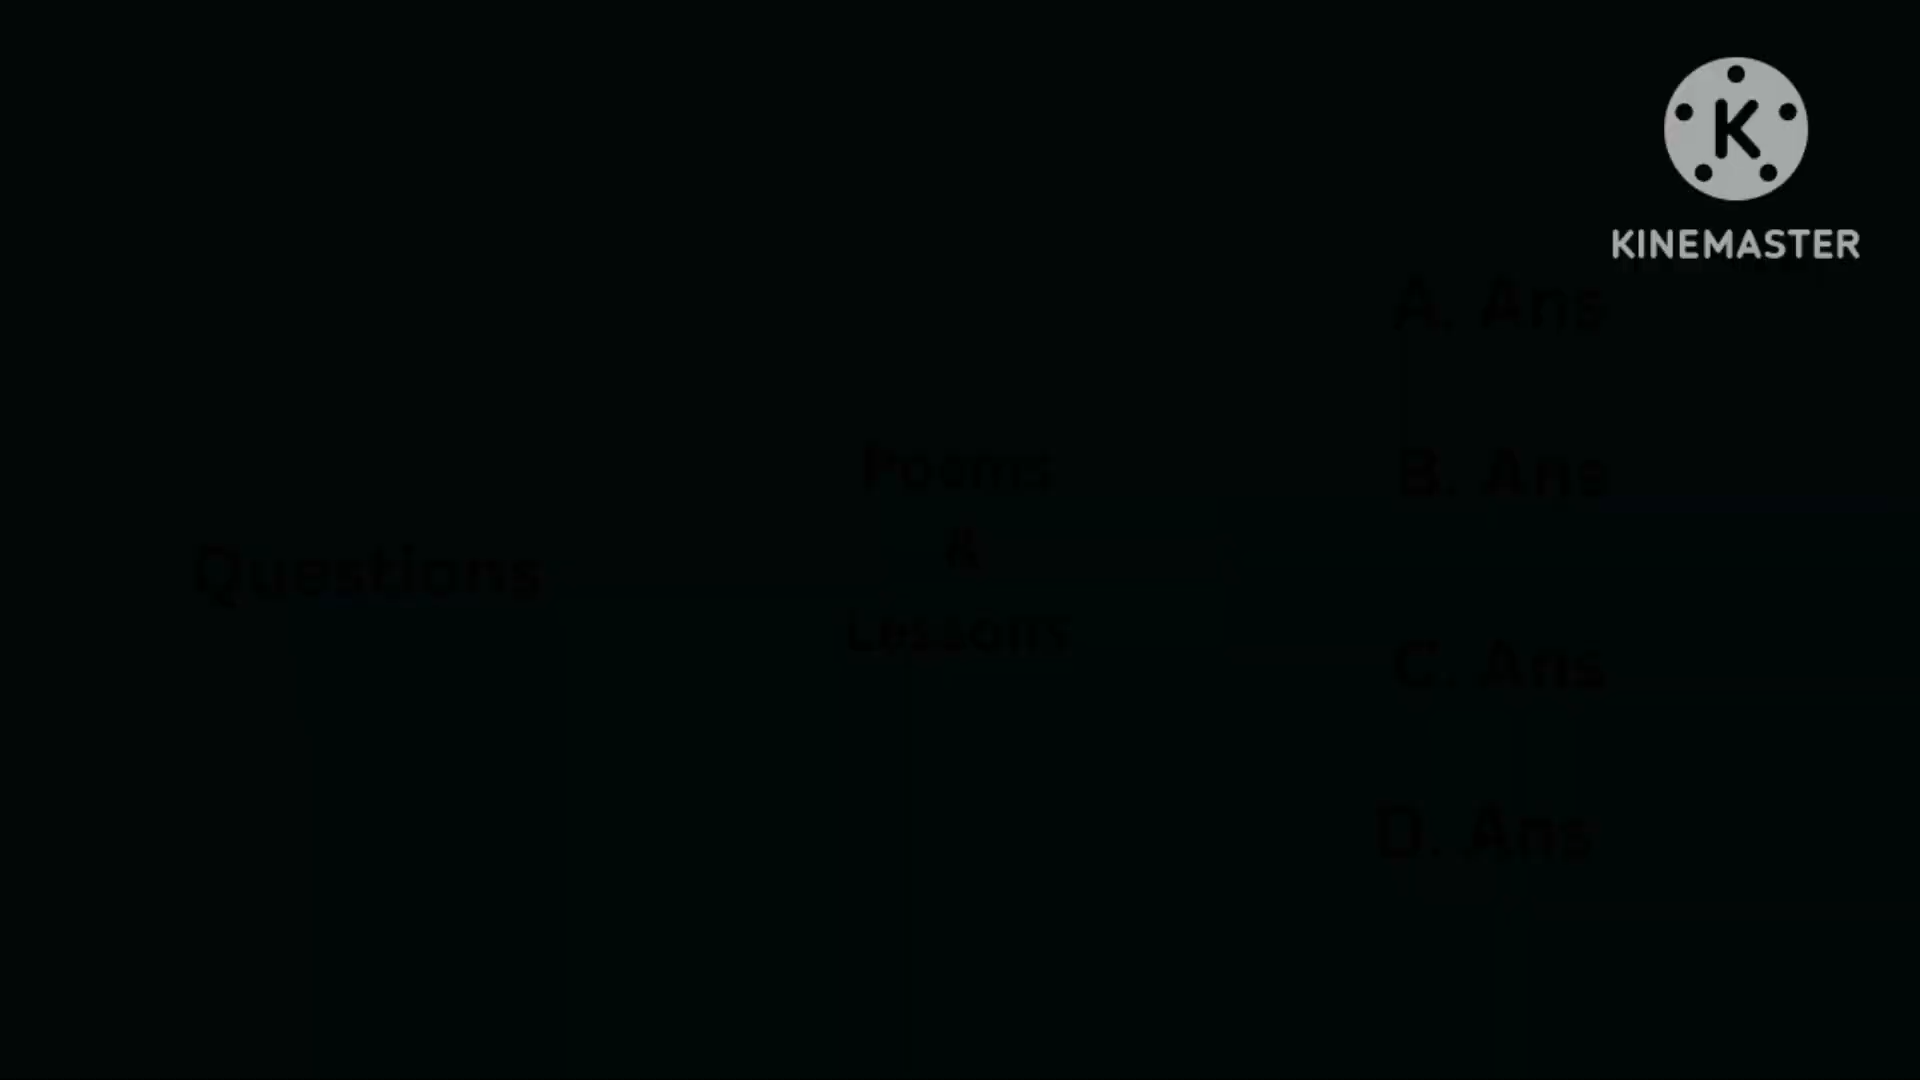 K
KINEMASTER
A. Ans
Poems
B. Ans
&
Questions
Lessons
C. Ans
D. Ans